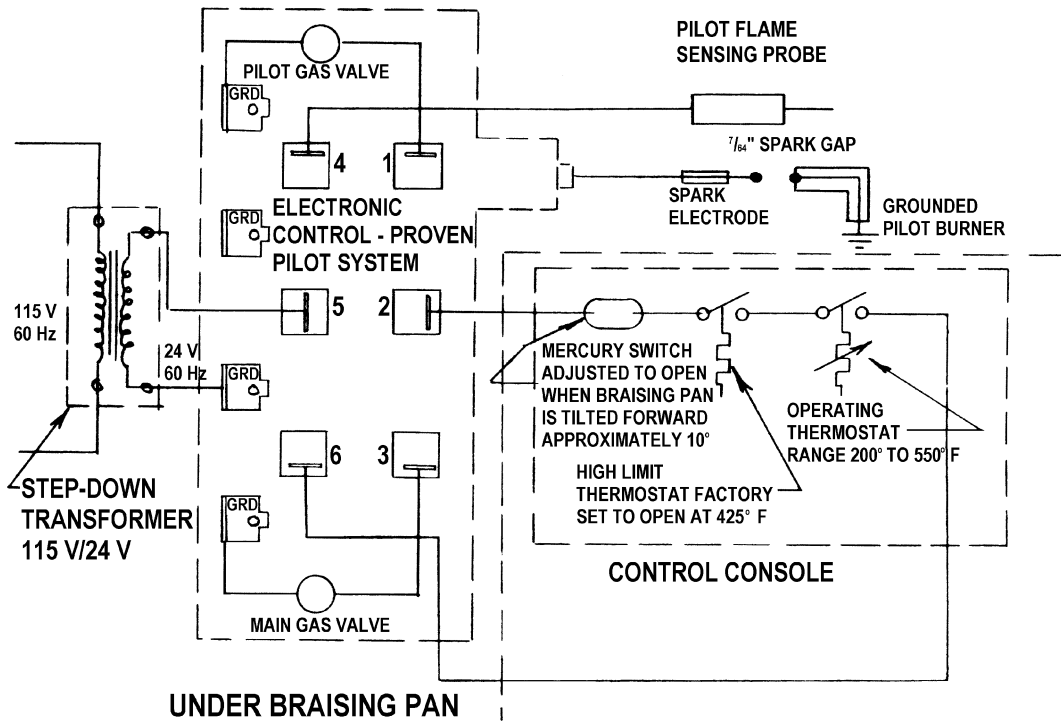 PILOT FLAME
SENSING PROBE
PILOT GAS VALVE
GRD
4
1
7/64" SPARK GAP
SPARK
ELECTRODE
GROUNDED
PILOT BURNER
GRD
ELECTRONIC
CONTROL - PROVEN
PILOT SYSTEM
5
2
115 V
60 Hz
24 V
60 Hz
GRD
MERCURY SWITCH
ADJUSTED TO OPEN
WHEN BRAISING PAN
IS TILTED FORWARD
APPROXIMATELY 10°
OPERATING
THERMOSTAT
RANGE 200° TO 550° F
6
3
HIGH LIMIT
THERMOSTAT FACTORY
SET TO OPEN AT 425° F
STEP-DOWN
TRANSFORMER
115 V/24 V
GRD
CONTROL CONSOLE
MAIN GAS VALVE
UNDER BRAISING PAN